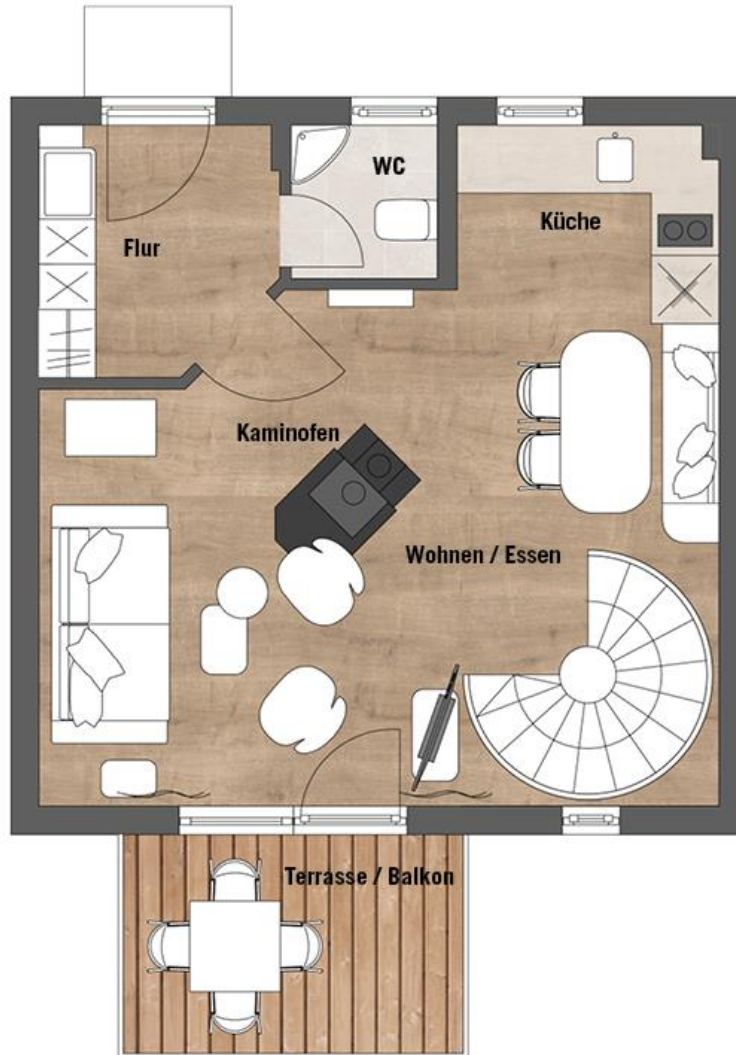 WC
Küche
Flur
Kaminofen
Wohnen / Essen
Terrasse / Balkon